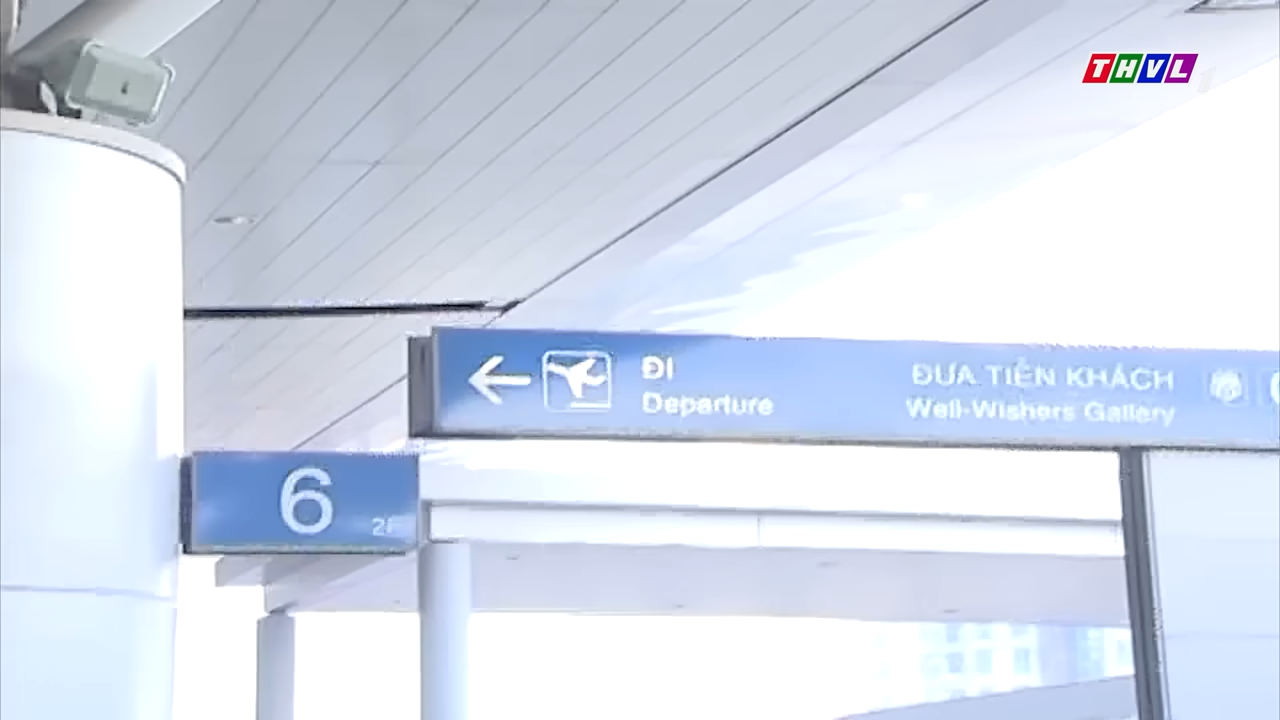 THVL
ĐI
Departure
ĐƯA TIỄN KHÁCH
Well-Wishers Gallery
6